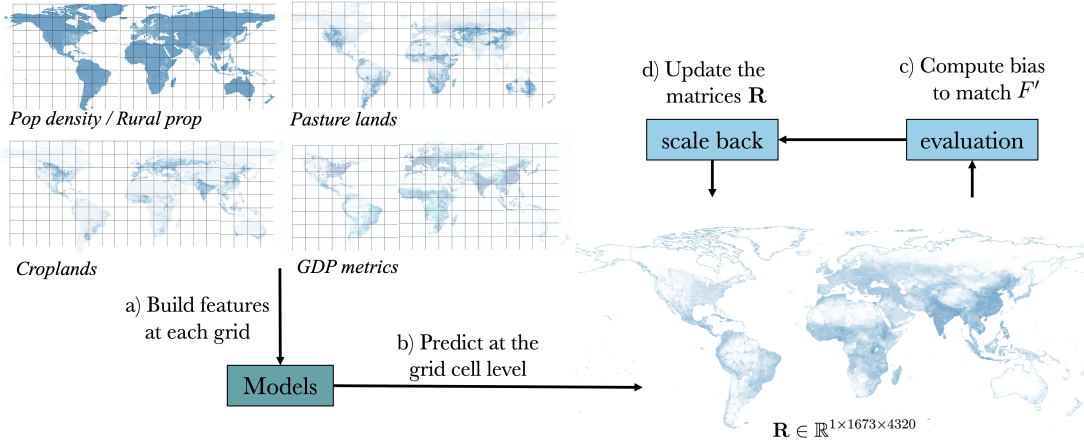 Pop density / Rural prop
Pasture lands
Croplands
GDP metrics
a) Build features
at each grid
Models
b) Predict at the
grid cell level
d) Update the
matrices R
c) Compute bias
to match F′
scale back
evaluation
R ∈ ℝ^{1×1673×4320}